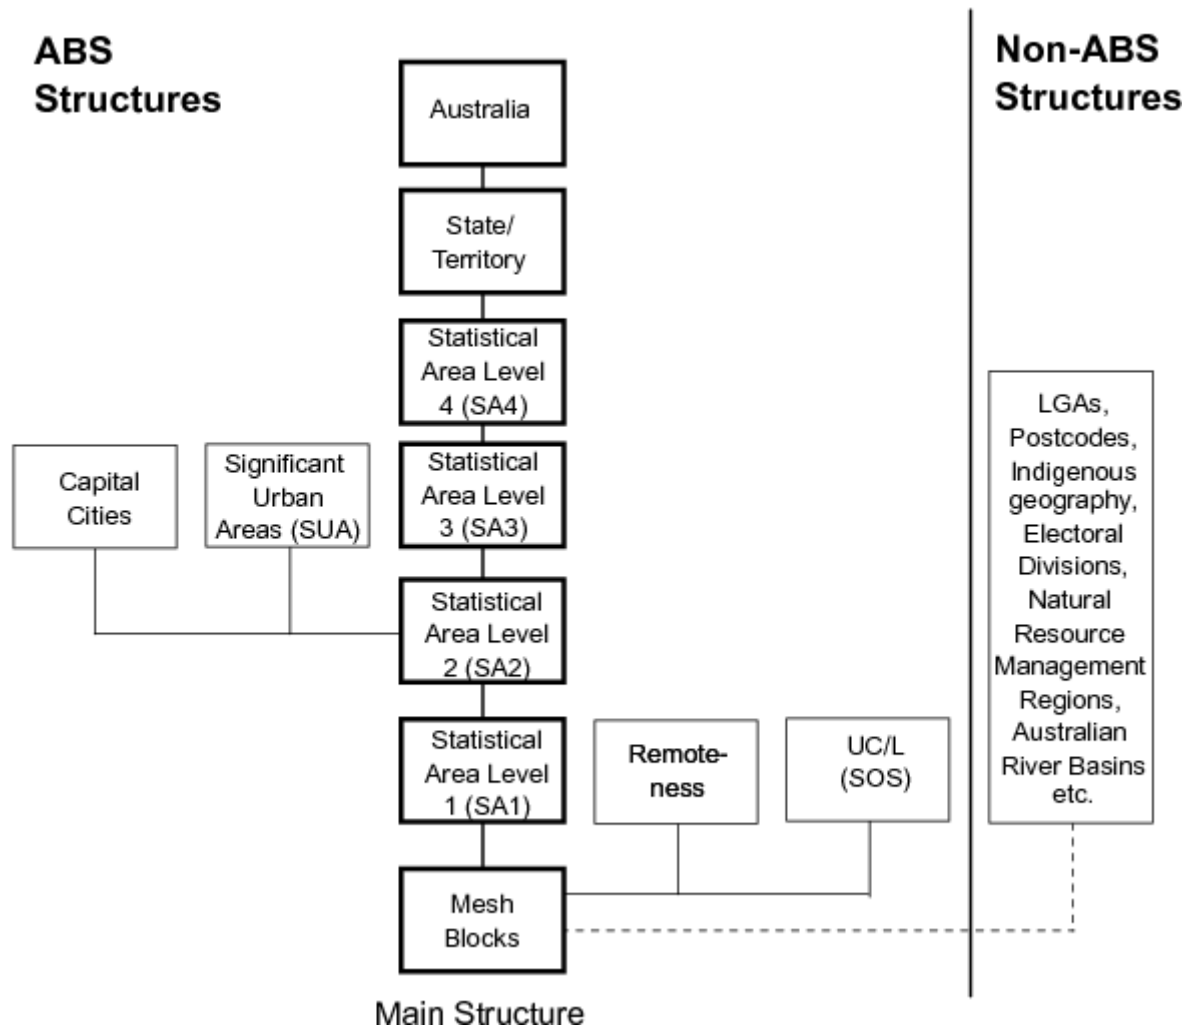 ABS
Structures
Non-ABS
Structures
Australia
State/
Territory
Statistical
Area Level
4 (SA4)
Capital
Cities
Significant
Urban
Areas (SUA)
Statistical
Area Level
3 (SA3)
Statistical
Area Level
2 (SA2)
Statistical
Area Level
1 (SA1)
Remote-
ness
UC/L
(SOS)
LGAs,
Postcodes,
Indigenous
geography,
Electoral
Divisions,
Natural
Resource
Management
Regions,
Australian
River Basins
etc.
Mesh
Blocks
Main Structure